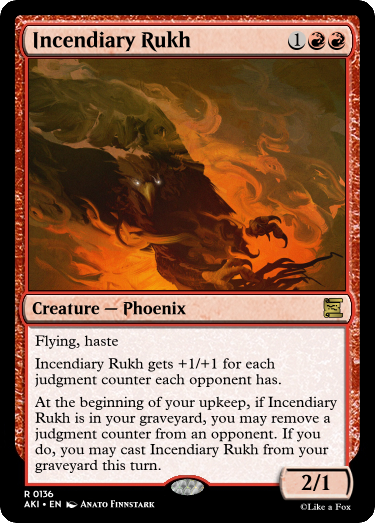 Incendiary Rukh 1
Creature — Phoenix
Flying, haste
Incendiary Rukh gets +1/+1 for each
judgment counter each opponent has.
At the beginning of your upkeep, if Incendiary
Rukh is in your graveyard, you may remove a
judgment counter from an opponent. If you
do, you may cast Incendiary Rukh from your
graveyard this turn.
2/1
R 0136
AKI • EN Anato Finnstark
©Like a Fox